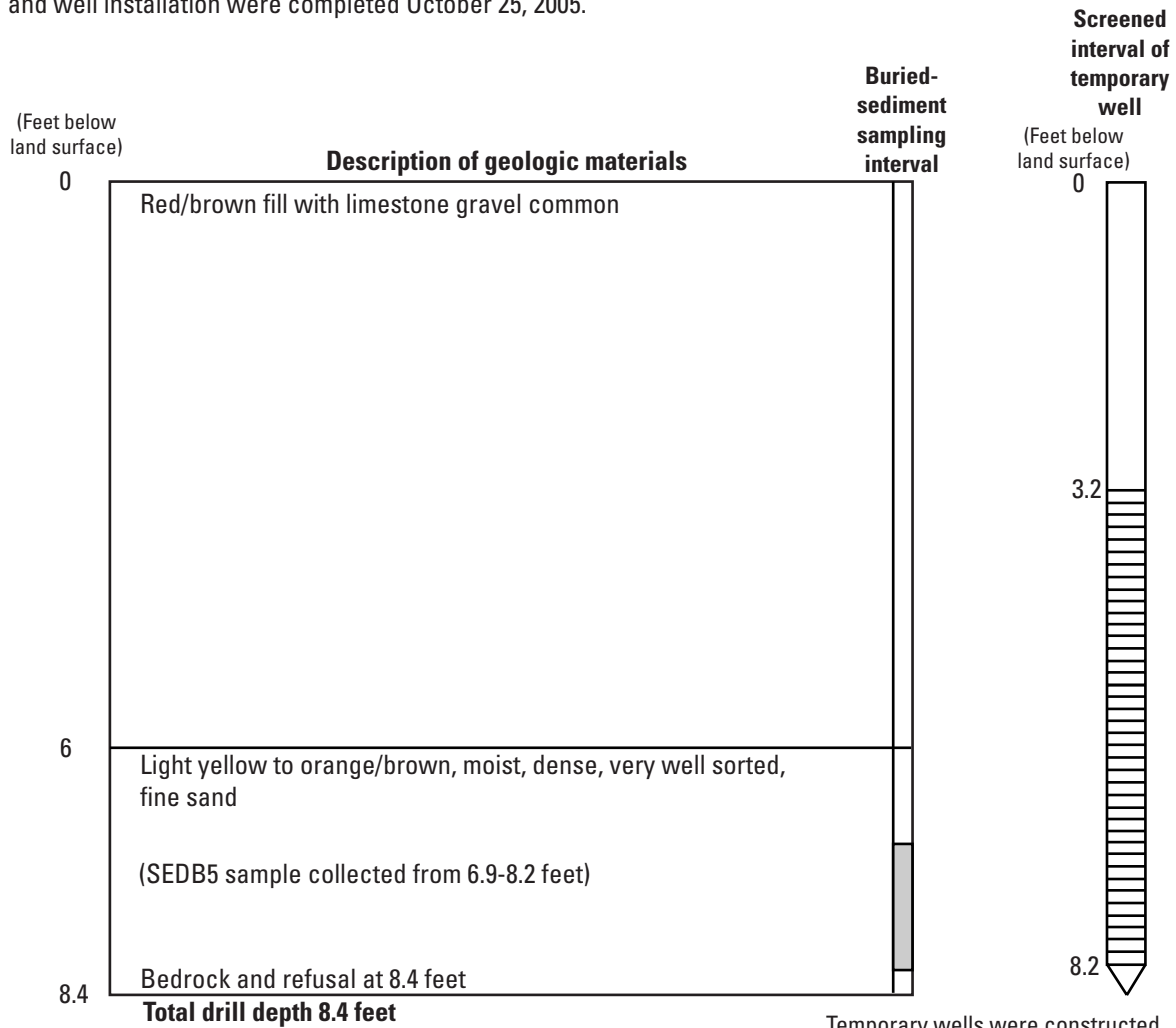 and well installation were completed October 25, 2005.
Screened
interval of
temporary
well
(Feet below
land surface)
Buried-
sediment
sampling
interval
(Feet below
land surface)
Description of geologic materials
0
0
Red/brown fill with limestone gravel common
3.2
6
Light yellow to orange/brown, moist, dense, very well sorted,
fine sand
(SEDB5 sample collected from 6.9-8.2 feet)
8.2
Bedrock and refusal at 8.4 feet
8.4
Total drill depth 8.4 feet
Temporary wells were constructed